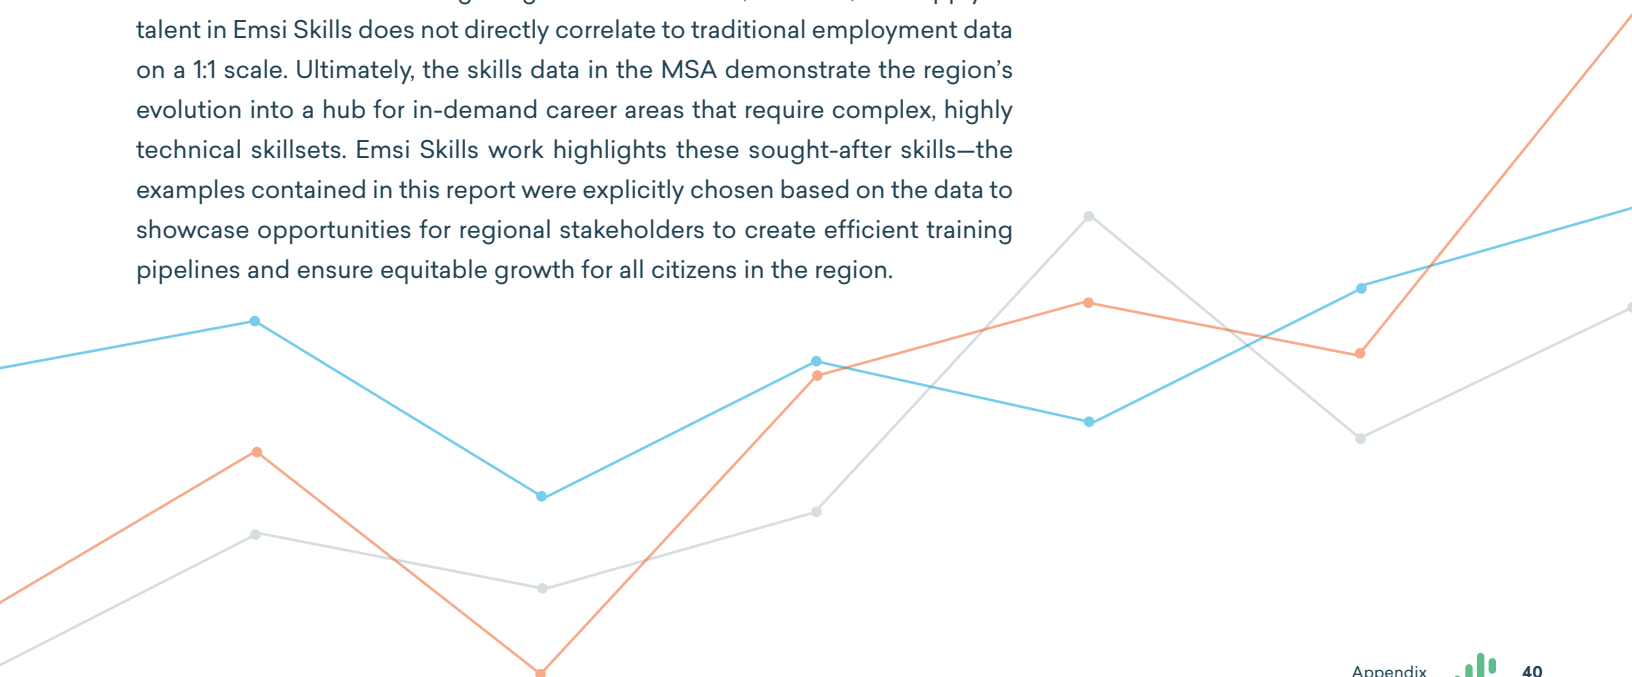 talent in Emsi Skills does not directly correlate to traditional employment data
on a 1:1 scale. Ultimately, the skills data in the MSA demonstrate the region’s
evolution into a hub for in-demand career areas that require complex, highly
technical skillsets. Emsi Skills work highlights these sought-after skills—the
examples contained in this report were explicitly chosen based on the data to
showcase opportunities for regional stakeholders to create efficient training
pipelines and ensure equitable growth for all citizens in the region.
Appendix 40